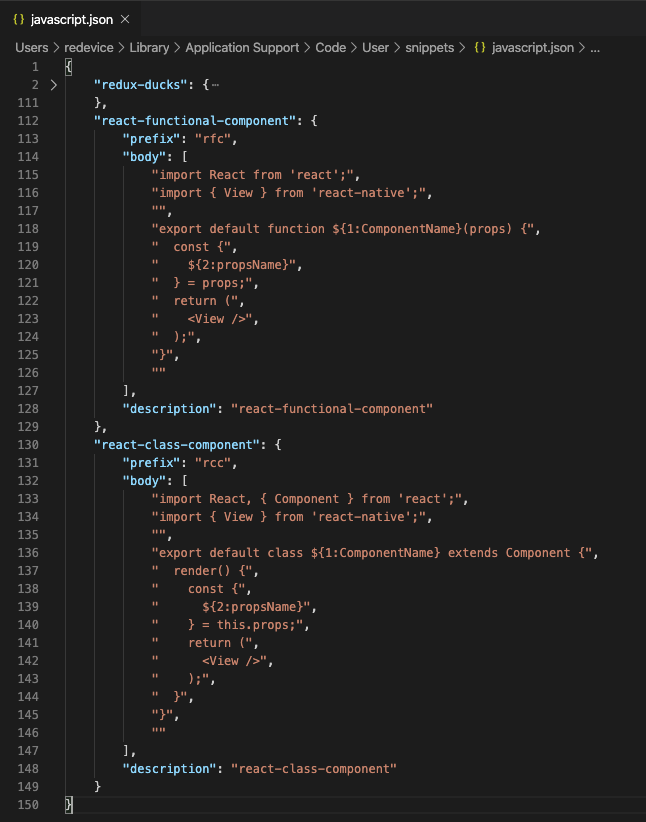 {} javascript.json ×
Users > redevice > Library > Application Support > Code > User > snippets > {} javascript.json > ...
1 {
2 > "redux-ducks": {⋯
111 },
112 "react-functional-component": {
113 "prefix": "rfc",
114 "body": [
115 "import React from 'react';",
116 "import { View } from 'react-native';",
117 "",
118 "export default function ${1:ComponentName}(props) {",
119 "  const {",
120 "    ${2:propsName}",
121 "  } = props;",
122 "  return (",
123 "    <View />",
124 "  );",
125 "}",
126 ""
127 ],
128 "description": "react-functional-component"
129 },
130 "react-class-component": {
131 "prefix": "rcc",
132 "body": [
133 "import React, { Component } from 'react';",
134 "import { View } from 'react-native';",
135 "",
136 "export default class ${1:ComponentName} extends Component {",
137 "  render() {",
138 "    const {",
139 "      ${2:propsName}",
140 "    } = this.props;",
141 "    return (",
142 "      <View />",
143 "    );",
144 "  }",
145 "}",
146 ""
147 ],
148 "description": "react-class-component"
149 }
150 }